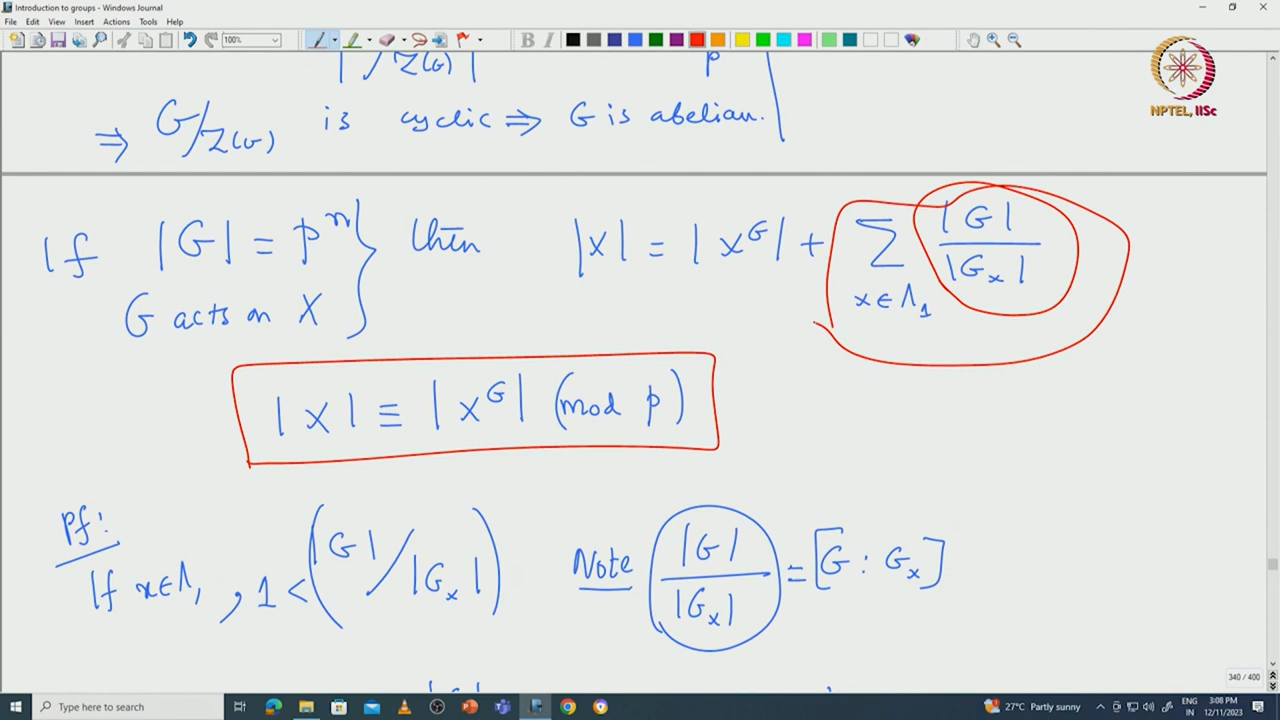 Introduction to groups - Windows Journal
File Edit View Insert Actions Tools Help
100%
B I
NPTEL, IISc
| /Z(G) | p
⇒ G/Z(G) is cyclic ⇒ G is abelian.
If |G| = p^n } then |X| = |X^G| + Σ |G|/|G_x|
G acts on X x ∈ Λ_1
|X| ≡ |X^G| (mod p)
Pf:
If x ∈ Λ_1, 1 < (|G|/|G_x|) Note |G|/|G_x| = [G : G_x]
340 / 400
Type here to search
27°C Partly sunny
ENG
IN
3:08 PM
12/11/2023